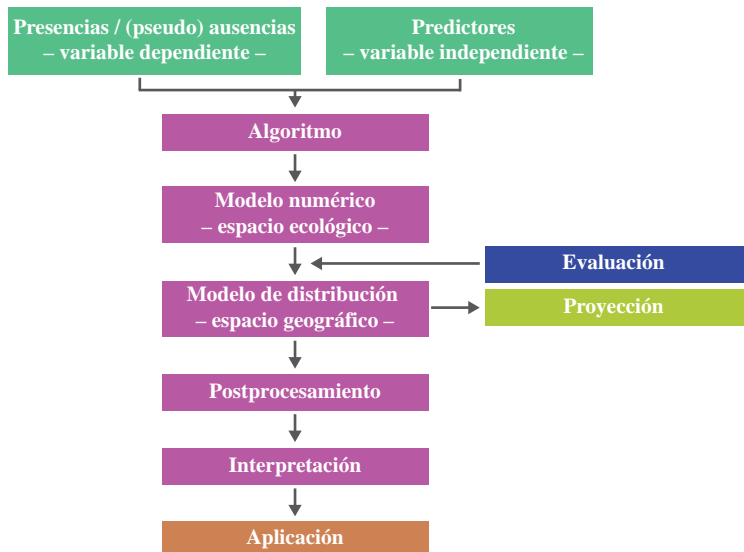 Presencias / (pseudo) ausencias
– variable dependiente –
Predictores
– variable independiente –
Algoritmo
Modelo numérico
– espacio ecológico –
Evaluación
Modelo de distribución
– espacio geográfico –
Proyección
Postprocesamiento
Interpretación
Aplicación